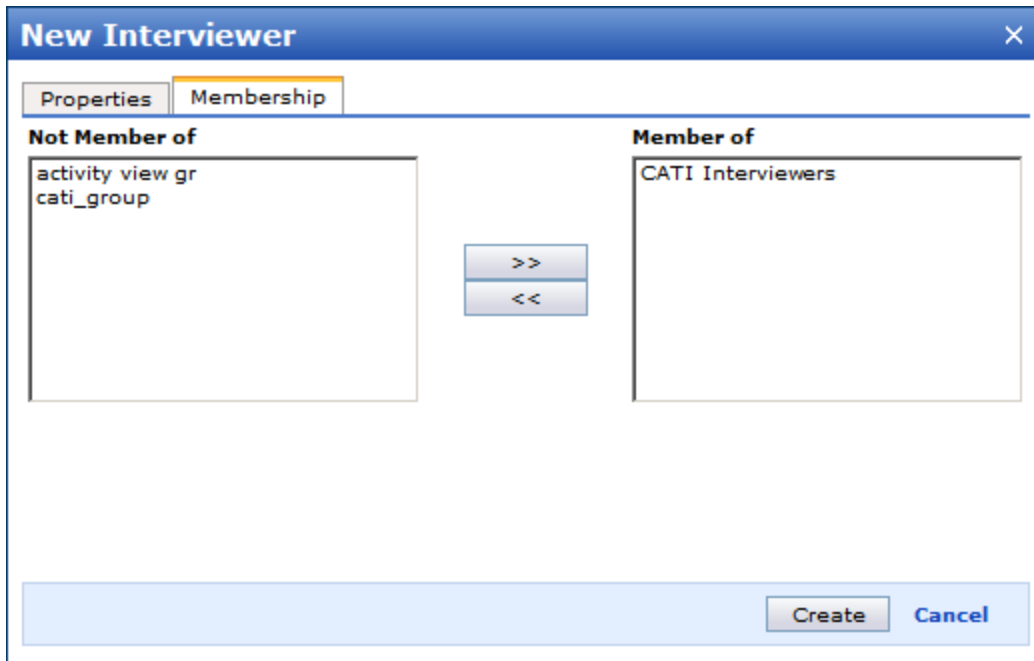 New Interviewer ×
Properties Membership
Not Member of
activity view gr
cati_group
>>
<<
Member of
CATI Interviewers
Create Cancel